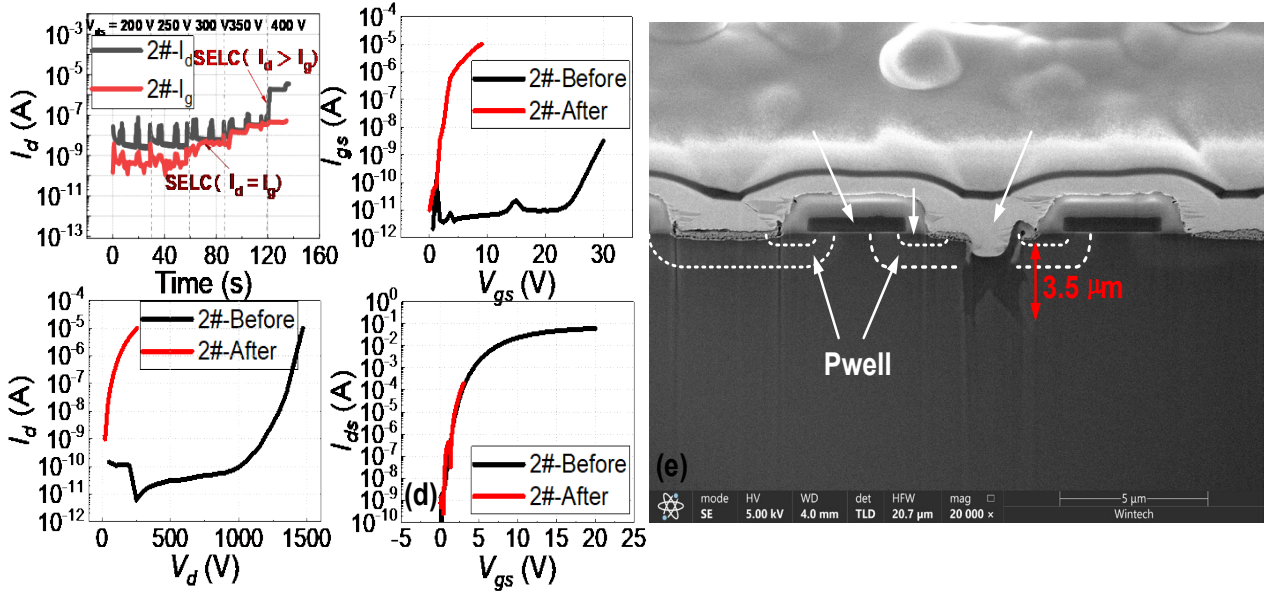 V_ds = 200 V 250 V 300 V 350 V 400 V
2#-I_d
2#-I_g
SELC( I_d > I_g)
SELC( I_d = I_g)
I_d (A)
10^-3
10^-5
10^-7
10^-9
10^-11
10^-13
0 40 80 120 160
Time (s)
2#-Before
2#-After
I_gs (A)
10^-3
10^-4
10^-5
10^-6
10^-7
10^-8
10^-9
10^-10
10^-11
10^-12
0 10 20 30
V_gs (V)
2#-Before
2#-After
I_d (A)
10^-4
10^-5
10^-6
10^-7
10^-8
10^-9
10^-10
10^-11
10^-12
0 500 1000 1500
V_d (V)
2#-Before
2#-After
(d)
I_ds (A)
10^0
10^-1
10^-2
10^-3
10^-4
10^-5
10^-6
10^-7
10^-8
10^-9
10^-10
-5 0 5 10 15 20 25
V_gs (V)
3.5 μm
Pwell
(e)
mode HV WD det HFW mag □
SE 5.00 kV 4.0 mm TLD 20.7 μm 20 000 ×
5 μm
Wintech